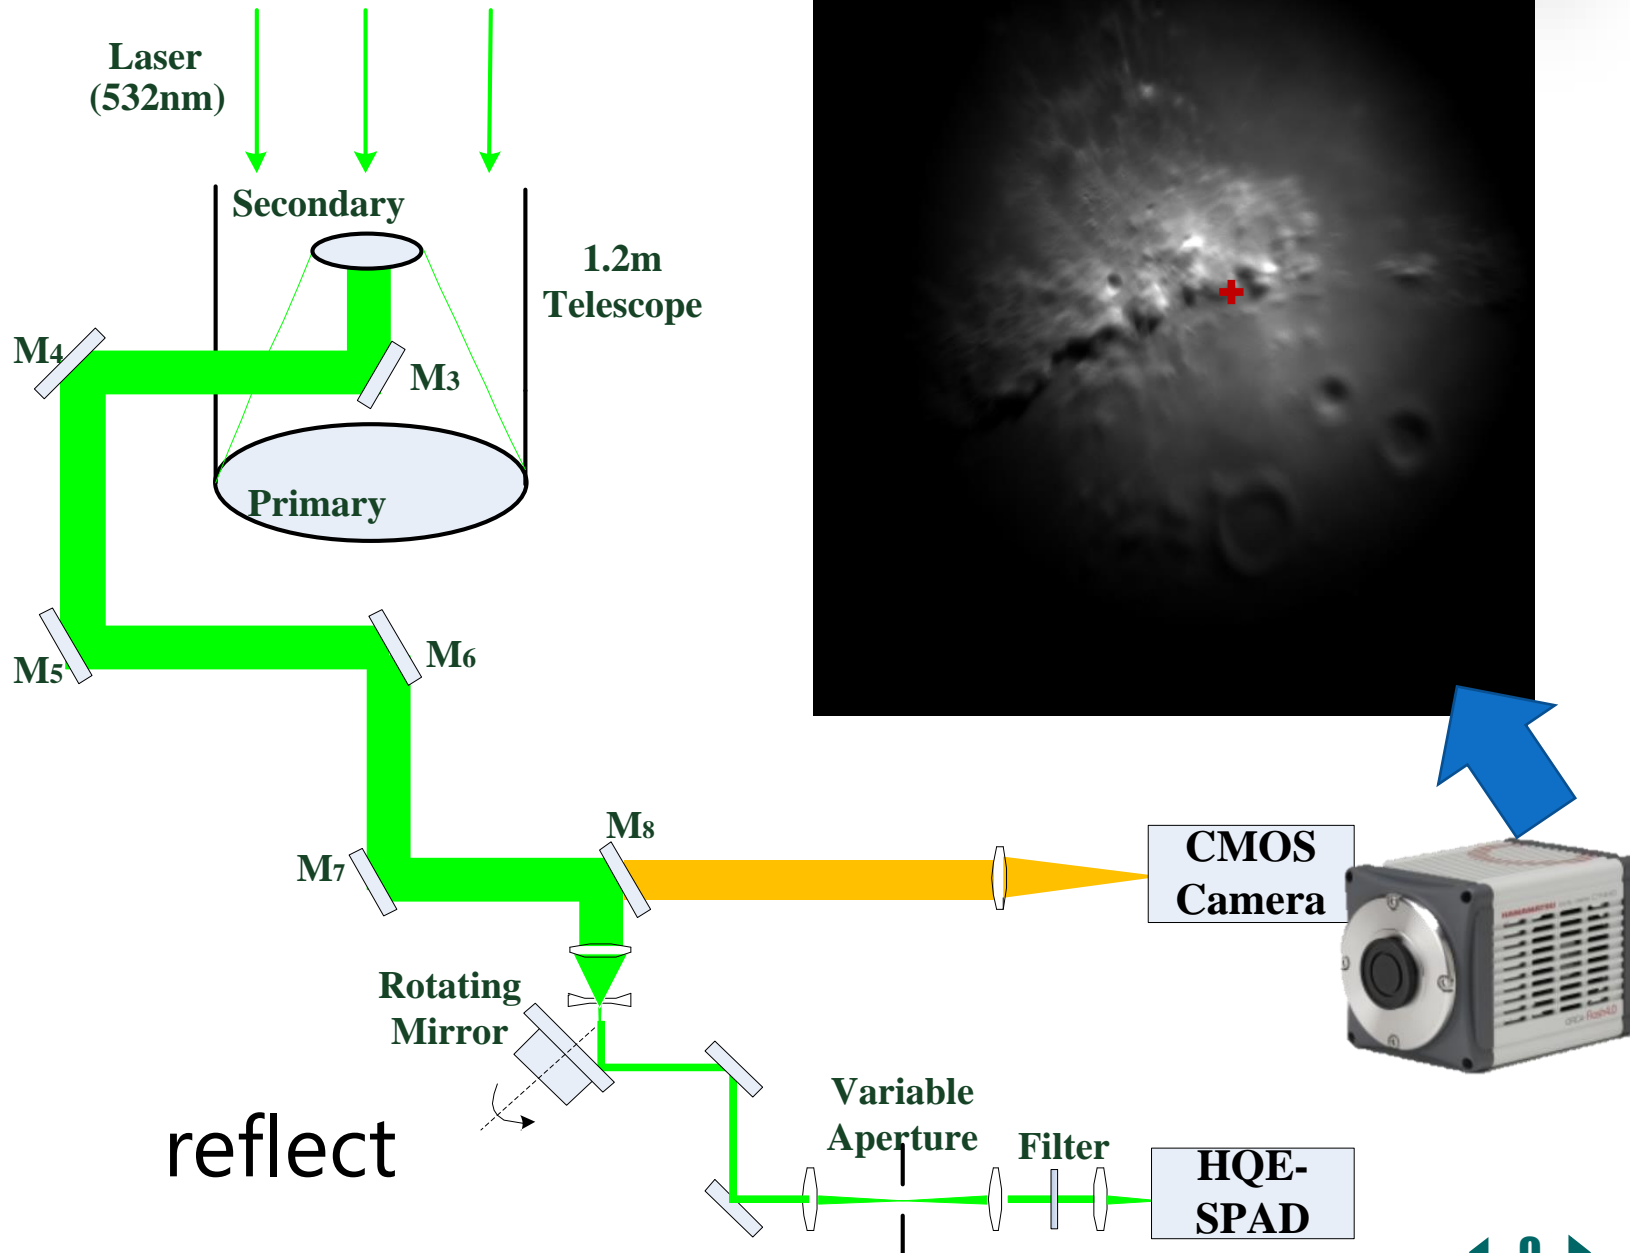 Laser
(532nm)
Secondary
1.2m
Telescope
M4
M3
Primary
M5
M6
M8
M7
CMOS
Camera
HAMAMATSU
Rotating
Mirror
Variable
Aperture
Filter
HQE-
SPAD
reflect